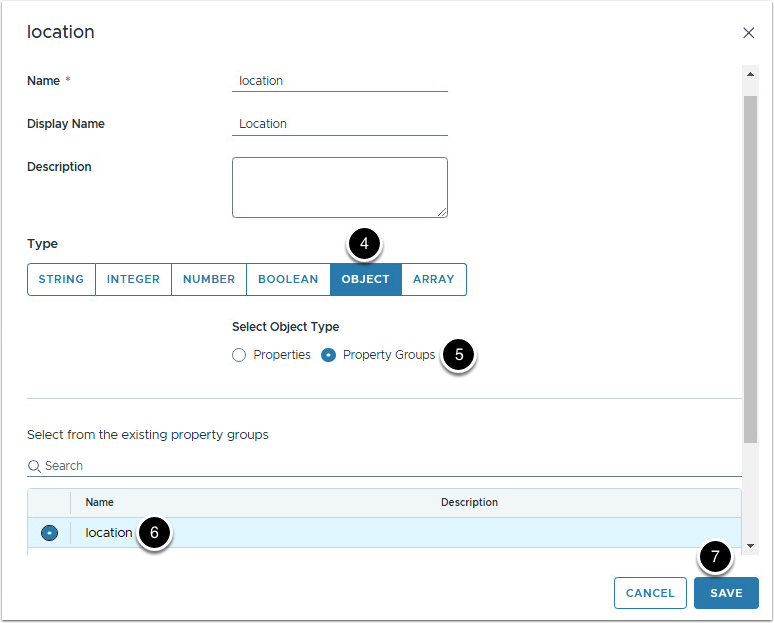 location
Name *
location
Display Name
Location
Description
Type
4
STRING INTEGER NUMBER BOOLEAN OBJECT ARRAY
Select Object Type
Properties Property Groups 5
Select from the existing property groups
Search
Name Description
location 6
7
CANCEL SAVE